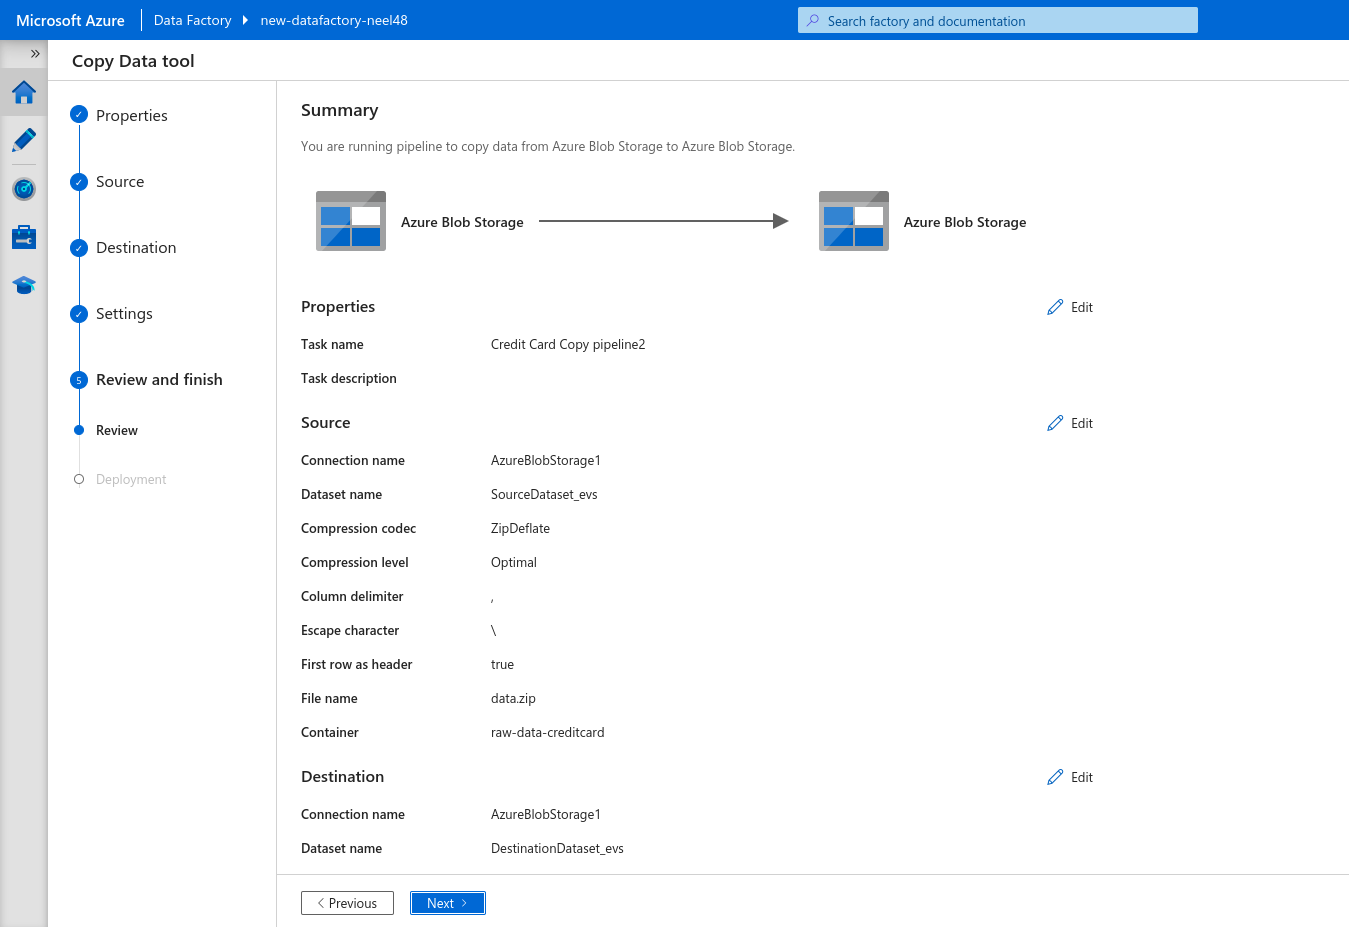 Microsoft Azure Data Factory new-datafactory-neel48 Search factory and documentation
»
Copy Data tool
Properties
Source
Destination
Settings
5 Review and finish
Review
Deployment
Summary
You are running pipeline to copy data from Azure Blob Storage to Azure Blob Storage.
Azure Blob Storage Azure Blob Storage
Properties Edit
Task name Credit Card Copy pipeline2
Task description
Source Edit
Connection name AzureBlobStorage1
Dataset name SourceDataset_evs
Compression codec ZipDeflate
Compression level Optimal
Column delimiter ,
Escape character \
First row as header true
File name data.zip
Container raw-data-creditcard
Destination Edit
Connection name AzureBlobStorage1
Dataset name DestinationDataset_evs
< Previous Next >